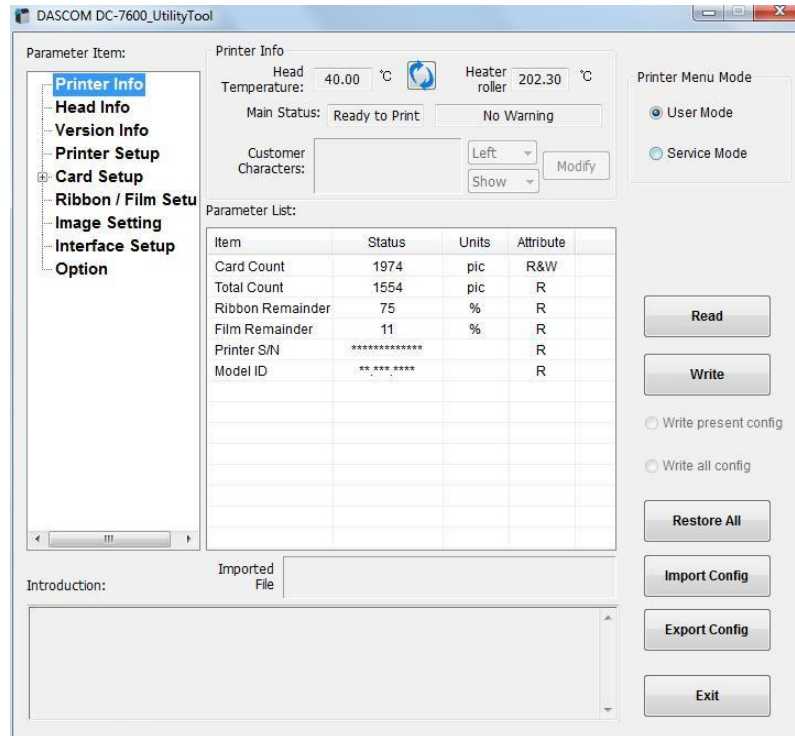 DASCOM DC-7600_UtilityTool
Parameter Item:
Printer Info
Head Info
Version Info
Printer Setup
Card Setup
Ribbon / Film Setu
Image Setting
Interface Setup
Option
Printer Info
Head Temperature: 40.00 ℃ Heater roller 202.30 ℃
Main Status: Ready to Print No Warning
Customer Characters: Left Show Modify
Parameter List:
Item Status Units Attribute
Card Count 1974 pic R&W
Total Count 1554 pic R
Ribbon Remainder 75 % R
Film Remainder 11 % R
Printer S/N ************* R
Model ID **.***.**** R
Imported File
Introduction:
Printer Menu Mode
User Mode
Service Mode
Read
Write
Write present config
Write all config
Restore All
Import Config
Export Config
Exit